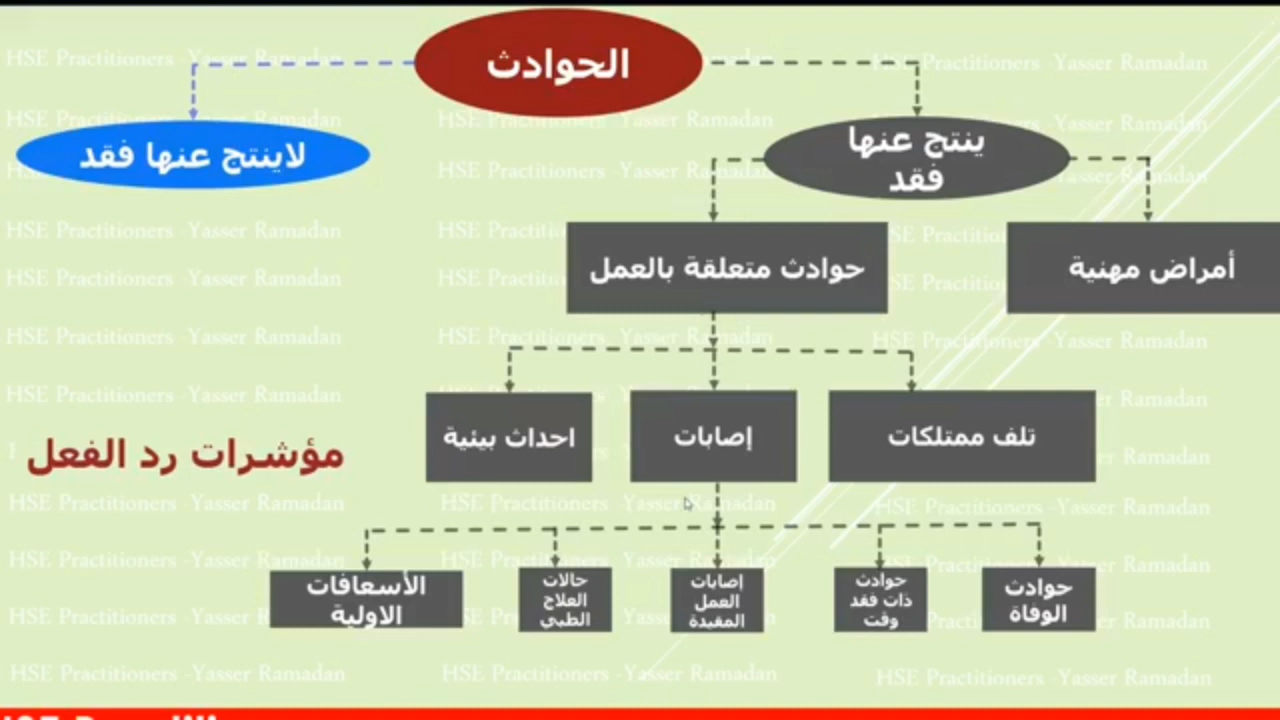 الحوادث
ينتج عنها
فقد
لاينتج عنها فقد
أمراض مهنية
حوادث متعلقة بالعمل
تلف ممتلكات
إصابات
احداث بيئية
مؤشرات رد الفعل
حوادث
الوفاة
حوادث
ذات فقد
وقت
إصابات
العمل
المقيدة
حالات
العلاج
الطبي
الأسعافات
الاولية
HSE Practitioners -Yasser Ramadan